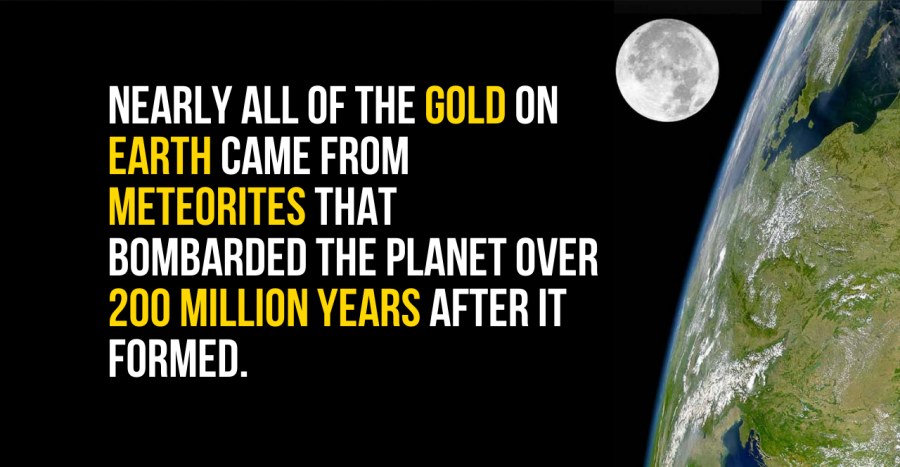 NEARLY ALL OF THE GOLD ON
EARTH CAME FROM
METEORITES THAT
BOMBARDED THE PLANET OVER
200 MILLION YEARS AFTER IT
FORMED.